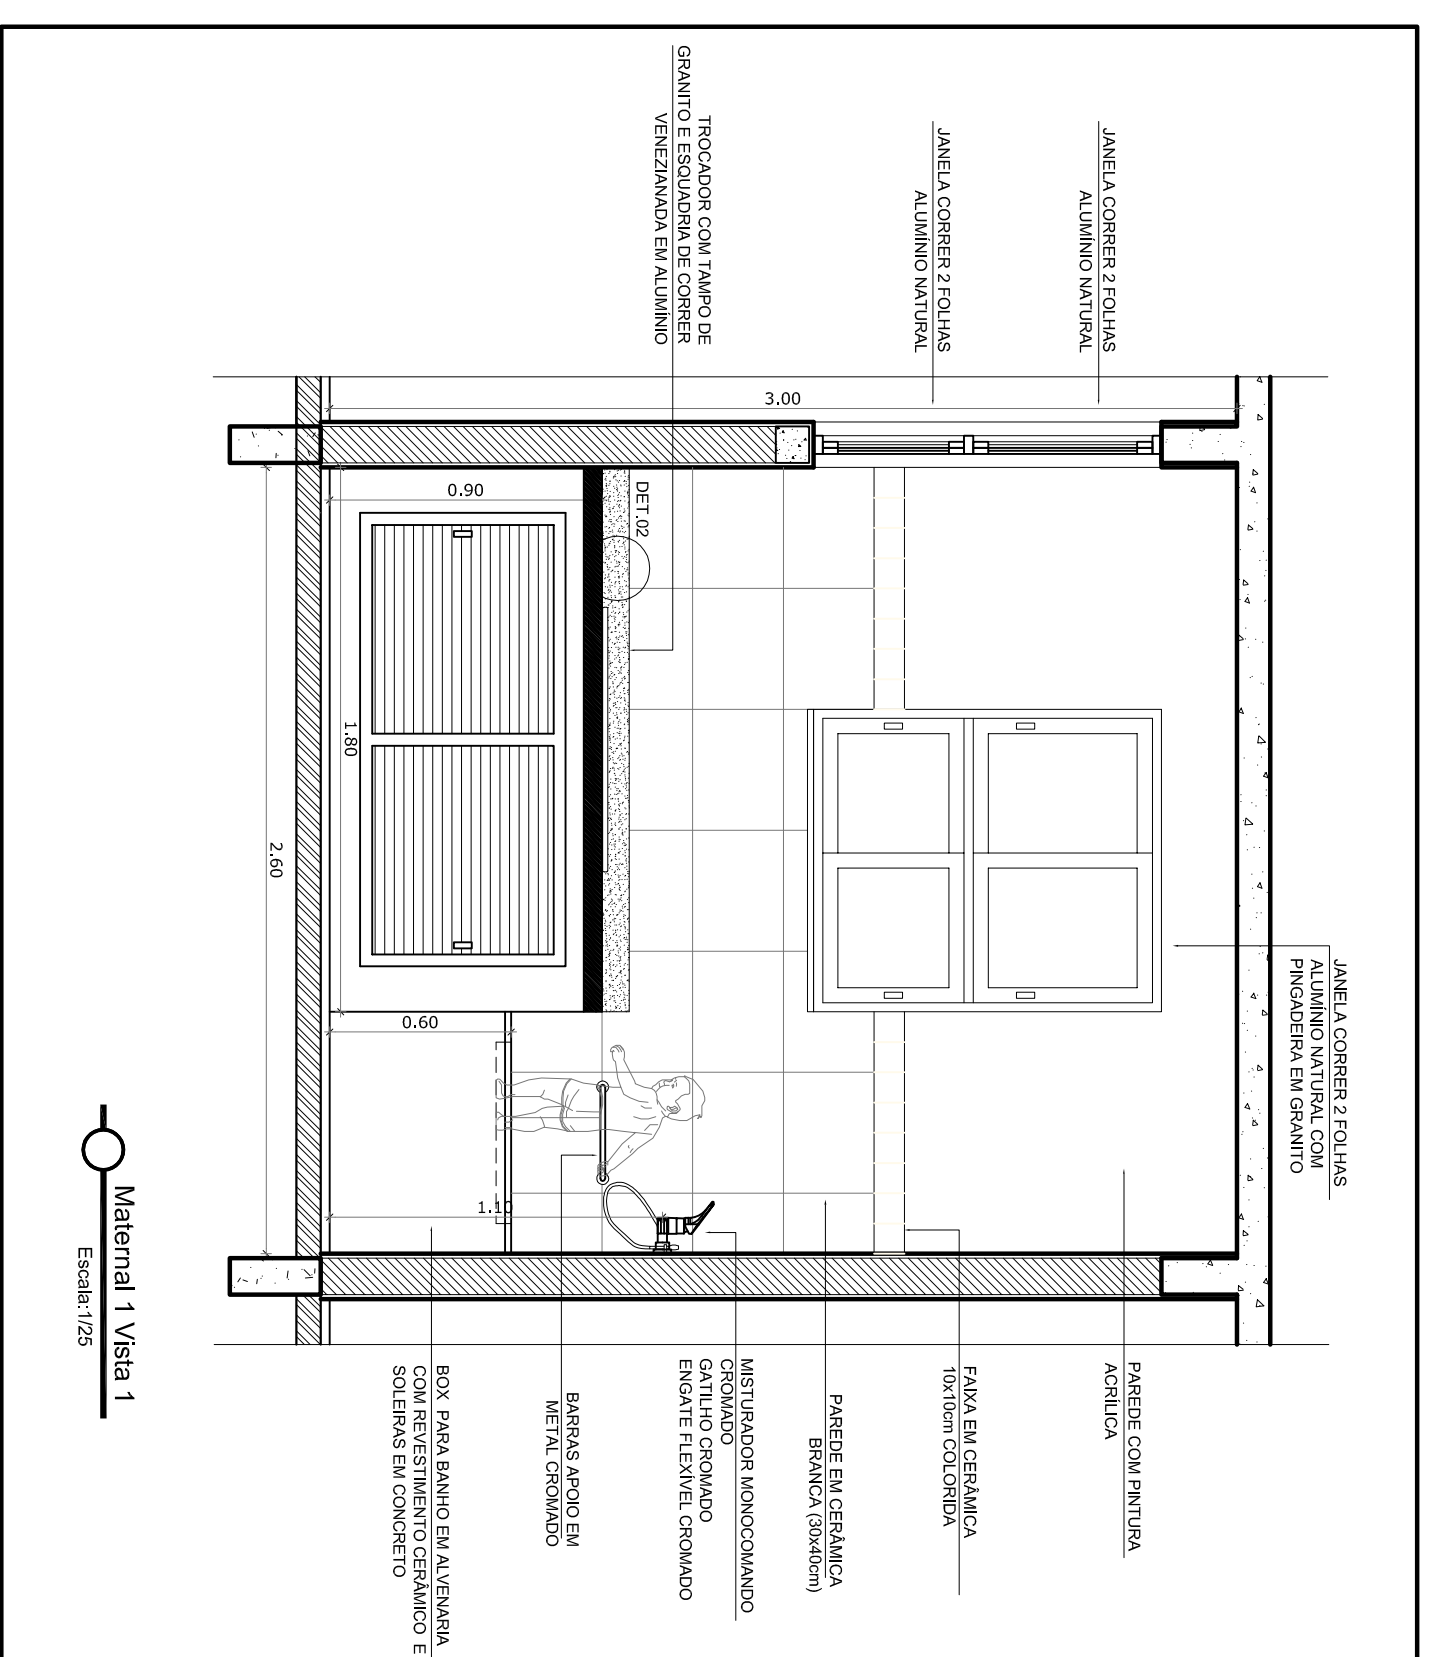 JANELA CORRER 2 FOLHAS
ALUMÍNIO NATURAL COM
PINGADEIRA EM GRANITO
JANELA CORRER 2 FOLHAS
ALUMÍNIO NATURAL
JANELA CORRER 2 FOLHAS
ALUMÍNIO NATURAL
TROCADOR COM TAMPO DE
GRANITO E ESQUADRIA DE CORRER
VENEZIANADA EM ALUMÍNIO
3.00
DET.02
0.90
1.80
0.60
1.10
2.60
PAREDE COM PINTURA
ACRÍLICA
FAIXA EM CERÂMICA
10x10cm COLORIDA
PAREDE EM CERÂMICA
BRANCA (30x40cm)
MISTURADOR MONOCOMANDO
CROMADO
GATILHO CROMADO
ENGATE FLEXÍVEL CROMADO
BARRAS APOIO EM
METAL CROMADO
BOX PARA BANHO EM ALVENARIA
COM REVESTIMENTO CERÂMICO E
SOLEIRAS EM CONCRETO
Maternal 1 Vista 1
Escala:1/25